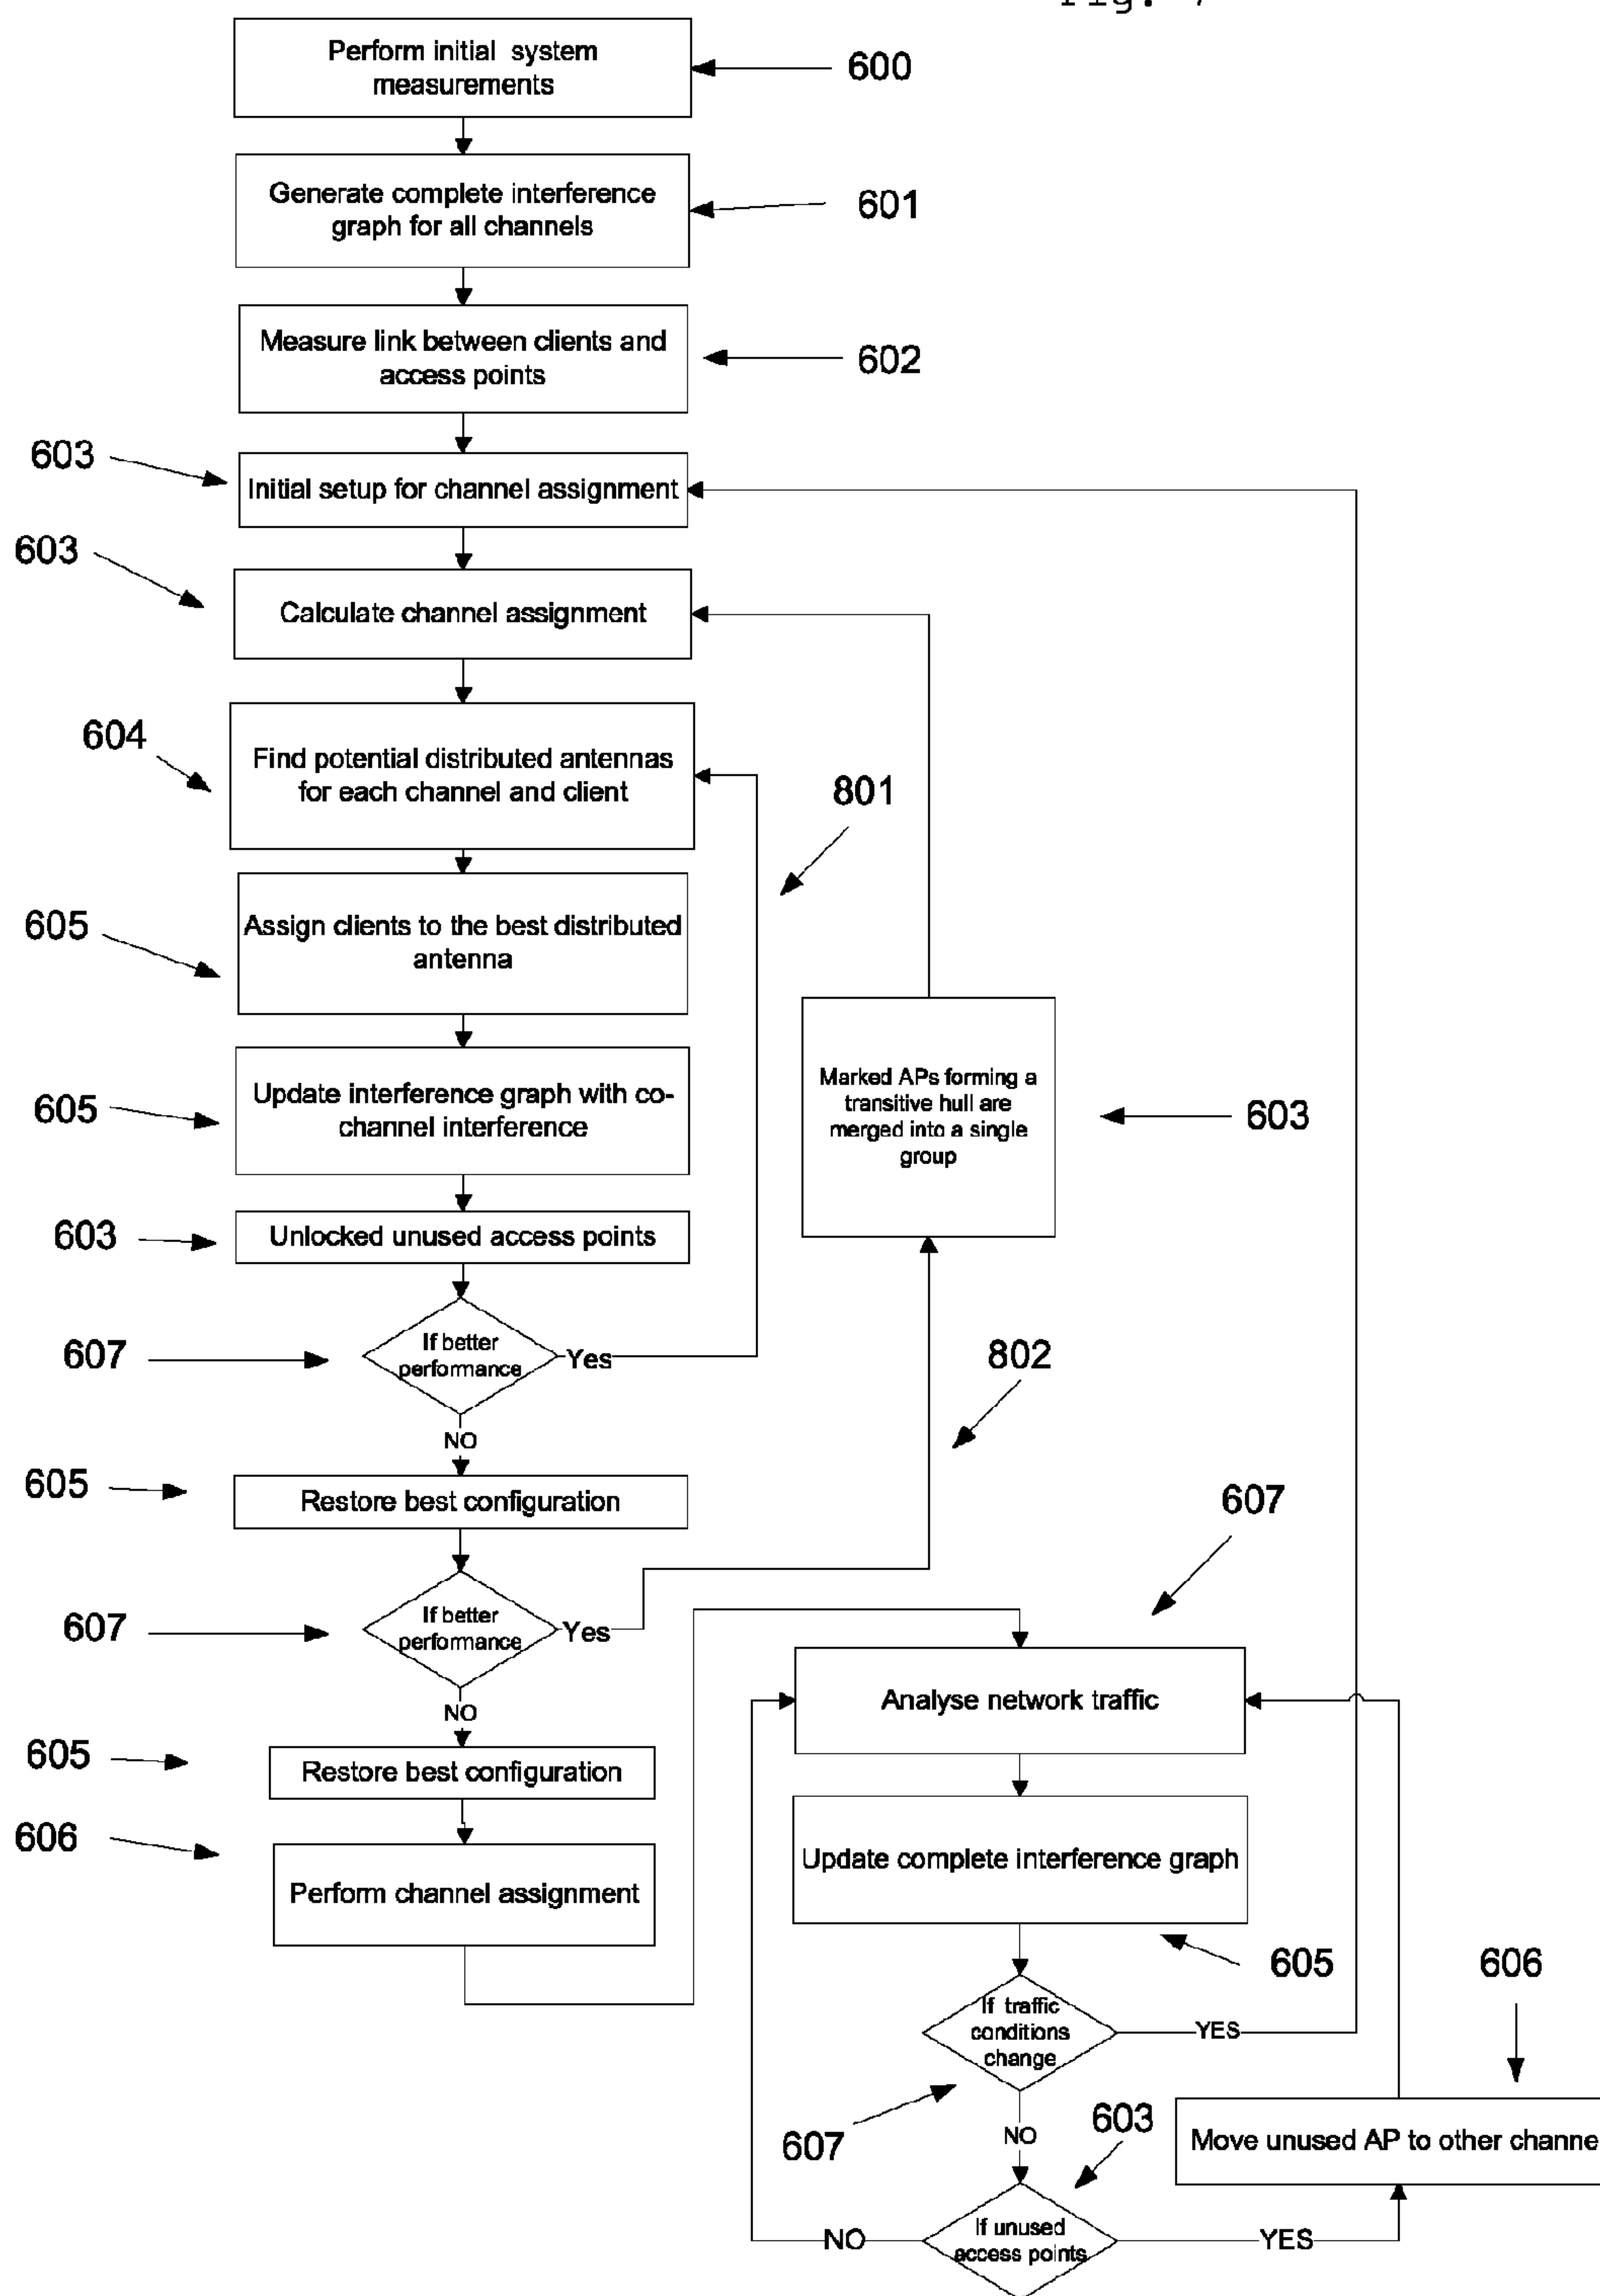 Fig. 7
Perform initial system
measurements
600
Generate complete interference
graph for all channels
601
Measure link between clients and
access points
602
603
Initial setup for channel assignment
603
Calculate channel assignment
604
Find potential distributed antennas
for each channel and client
801
605
Assign clients to the best distributed
antenna
605
Update interference graph with co-
channel interference
Marked APs forming a
transitive hull are
merged into a single
group
603
603
Unlocked unused access points
607
If better
performance
Yes
802
NO
605
Restore best configuration
607
607
If better
performance
Yes
NO
Analyse network traffic
605
Restore best configuration
606
Perform channel assignment
Update complete interference graph
605
606
If traffic
conditions
change
YES
607
NO
603
Move unused AP to other channe
If unused
access points
NO
YES